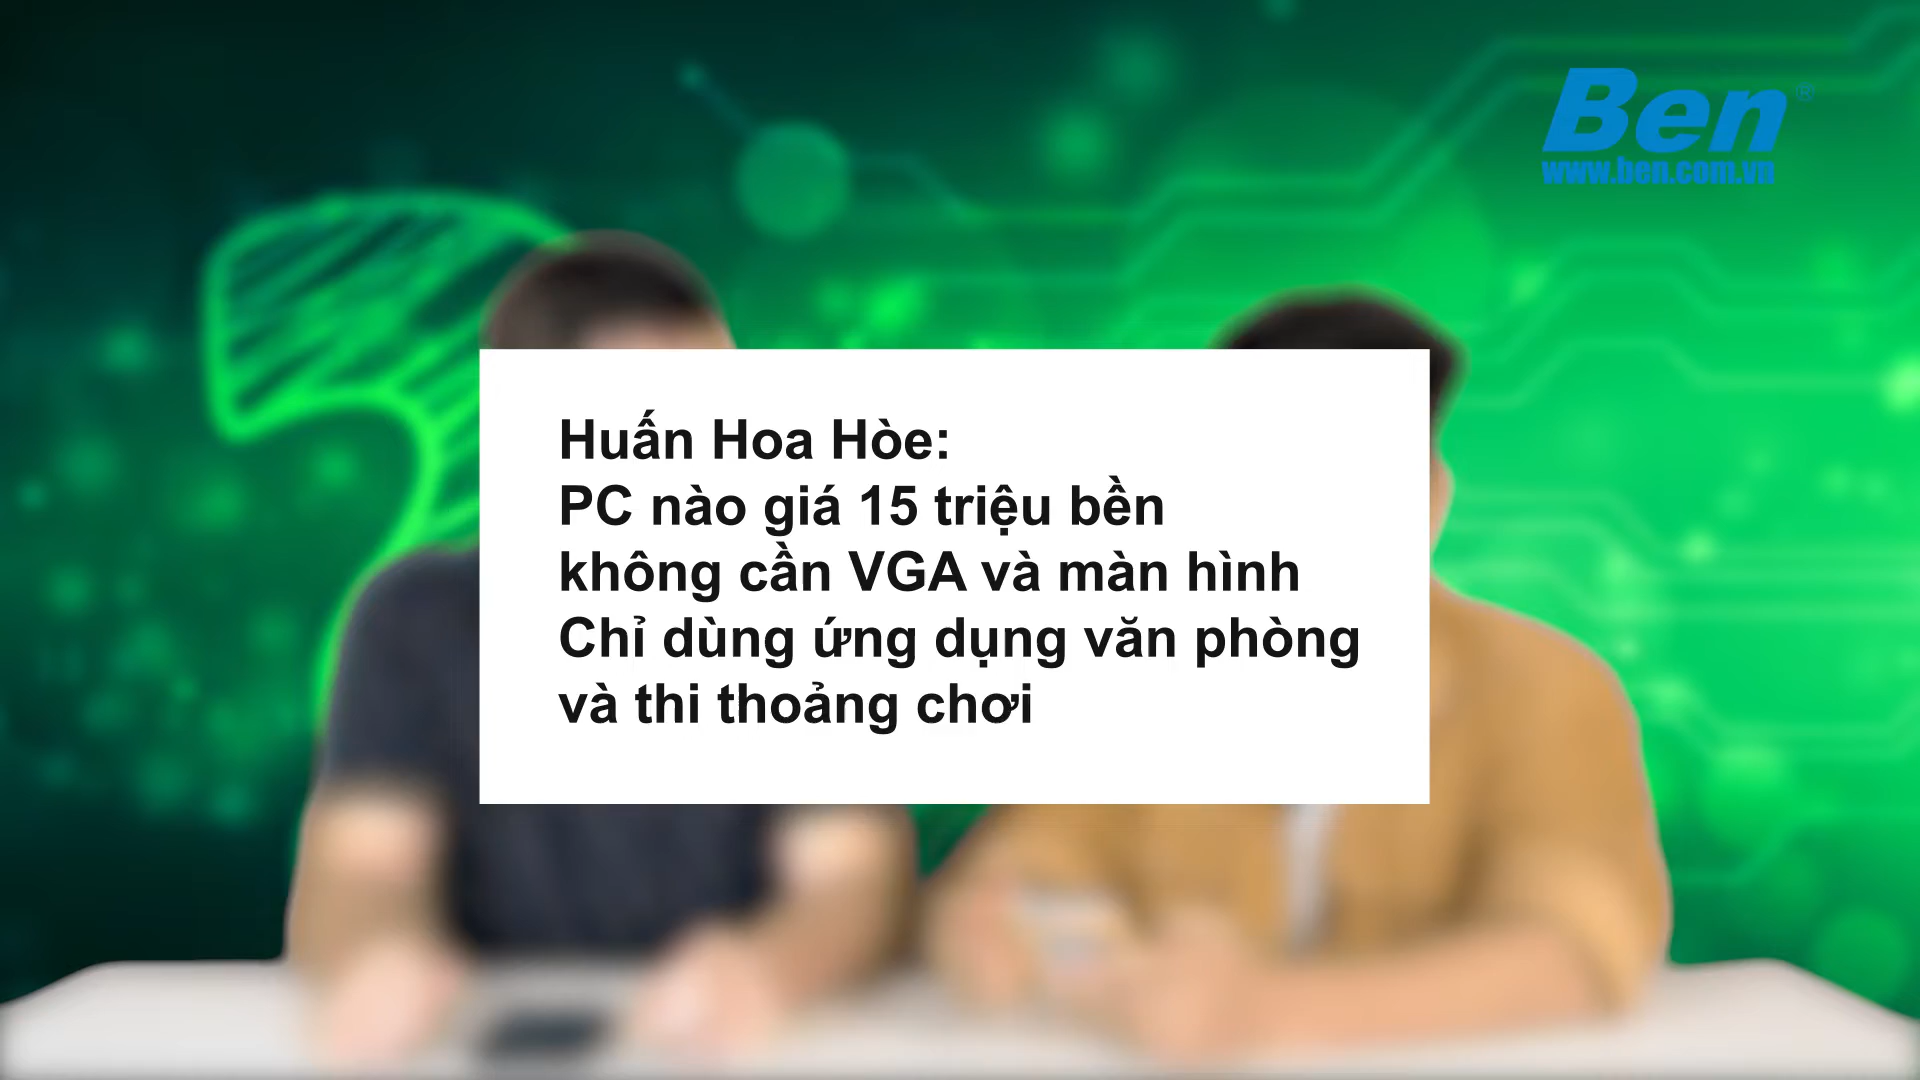 Ben®
www.ben.com.vn
Huấn Hoa Hòe:
PC nào giá 15 triệu bền
không cần VGA và màn hình
Chỉ dùng ứng dụng văn phòng
và thi thoảng chơi